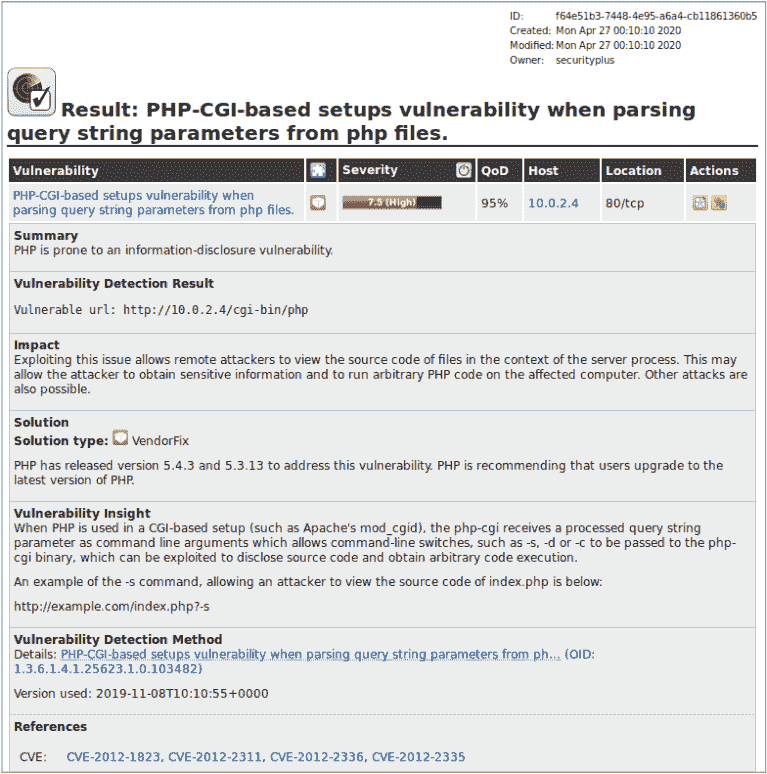 ID: f64e51b3-7448-4e95-a6a4-cb11861360b5
Created: Mon Apr 27 00:10:10 2020
Modified: Mon Apr 27 00:10:10 2020
Owner: securityplus
Result: PHP-CGI-based setups vulnerability when parsing
query string parameters from php files.
Vulnerability Severity QoD Host Location Actions
PHP-CGI-based setups vulnerability when
parsing query string parameters from php files. 7.5 (High) 95% 10.0.2.4 80/tcp
Summary
PHP is prone to an information-disclosure vulnerability.
Vulnerability Detection Result
Vulnerable url: http://10.0.2.4/cgi-bin/php
Impact
Exploiting this issue allows remote attackers to view the source code of files in the context of the server process. This may
allow the attacker to obtain sensitive information and to run arbitrary PHP code on the affected computer. Other attacks are
also possible.
Solution
Solution type: VendorFix
PHP has released version 5.4.3 and 5.3.13 to address this vulnerability. PHP is recommending that users upgrade to the
latest version of PHP.
Vulnerability Insight
When PHP is used in a CGI-based setup (such as Apache's mod_cgid), the php-cgi receives a processed query string
parameter as command line arguments which allows command-line switches, such as -s, -d or -c to be passed to the php-
cgi binary, which can be exploited to disclose source code and obtain arbitrary code execution.
An example of the -s command, allowing an attacker to view the source code of index.php is below:
http://example.com/index.php?-s
Vulnerability Detection Method
Details: PHP-CGI-based setups vulnerability when parsing query string parameters from ph... (OID:
1.3.6.1.4.1.25623.1.0.103482)
Version used: 2019-11-08T10:10:55+0000
References
CVE: CVE-2012-1823, CVE-2012-2311, CVE-2012-2336, CVE-2012-2335